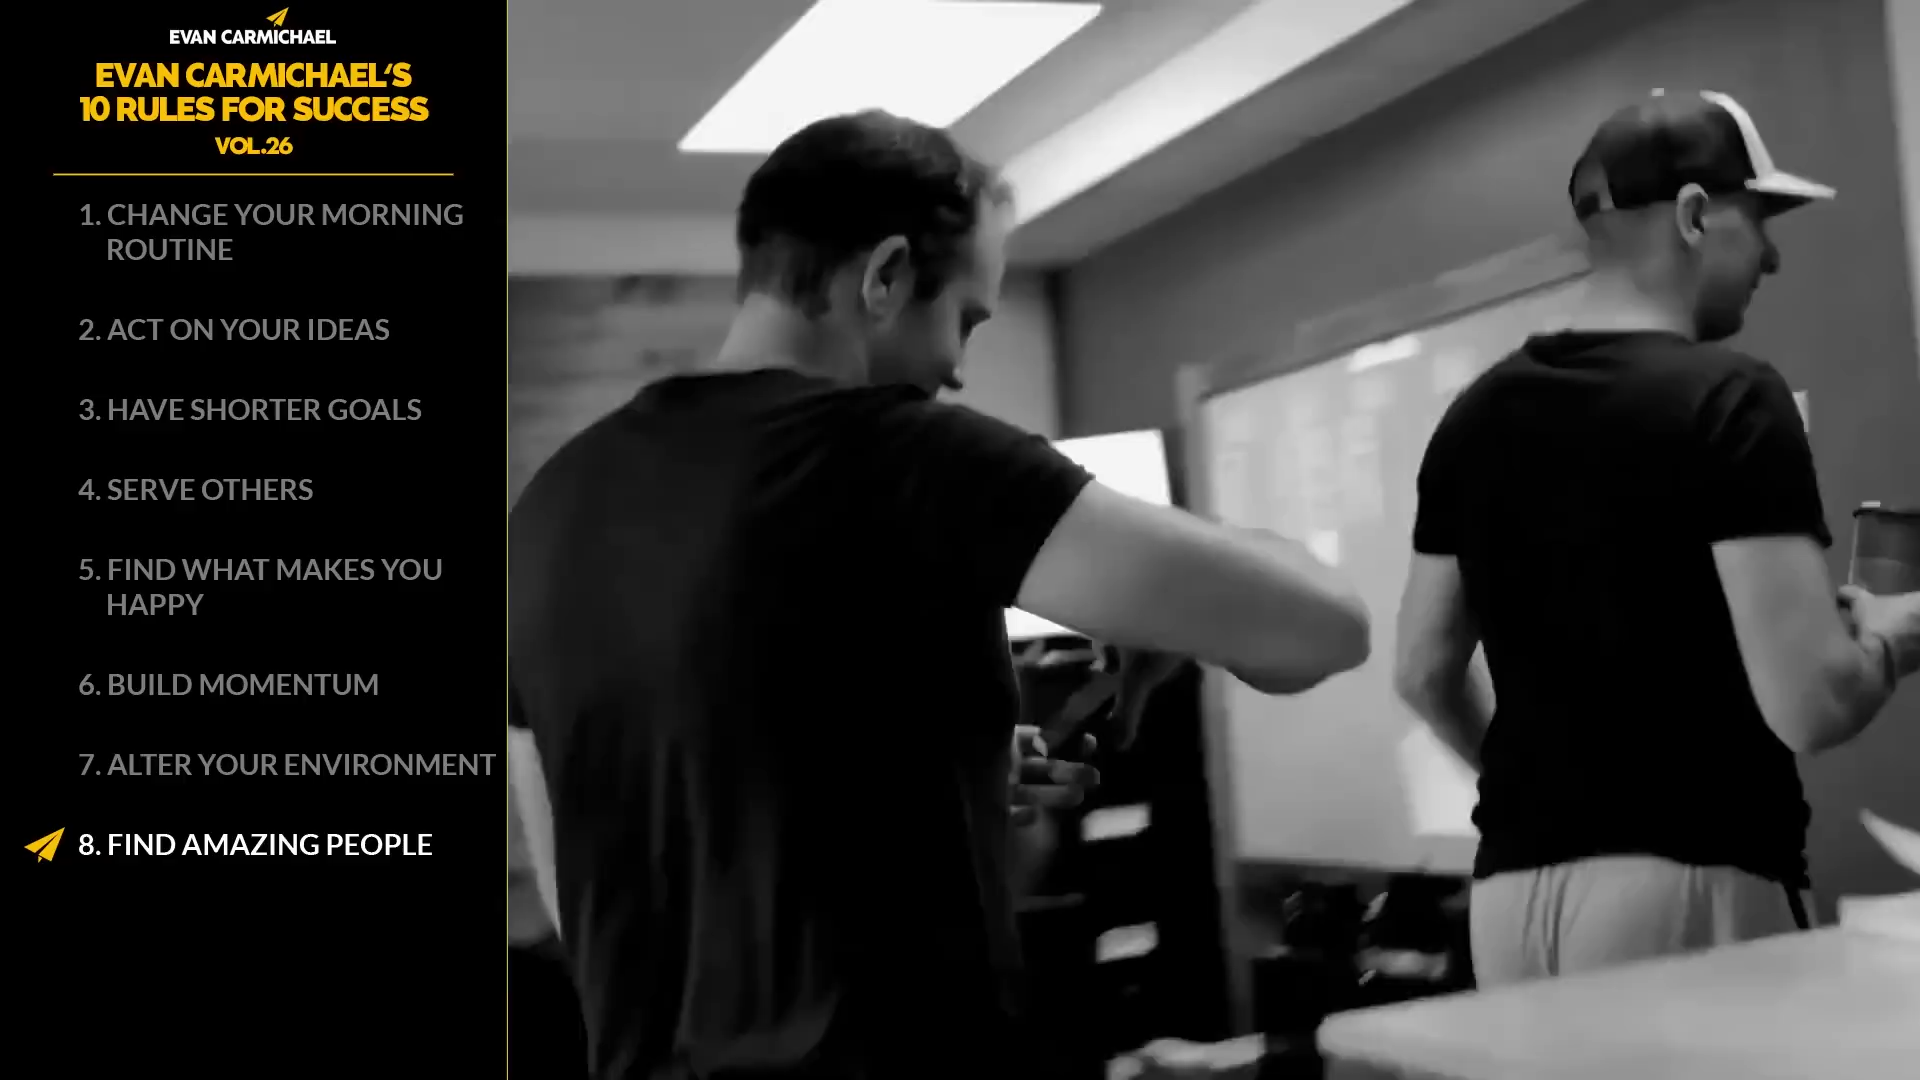 EVAN CARMICHAEL
EVAN CARMICHAEL'S
10 RULES FOR SUCCESS
VOL.26
1. CHANGE YOUR MORNING
ROUTINE
2. ACT ON YOUR IDEAS
3. HAVE SHORTER GOALS
4. SERVE OTHERS
5. FIND WHAT MAKES YOU
HAPPY
6. BUILD MOMENTUM
7. ALTER YOUR ENVIRONMENT
8. FIND AMAZING PEOPLE